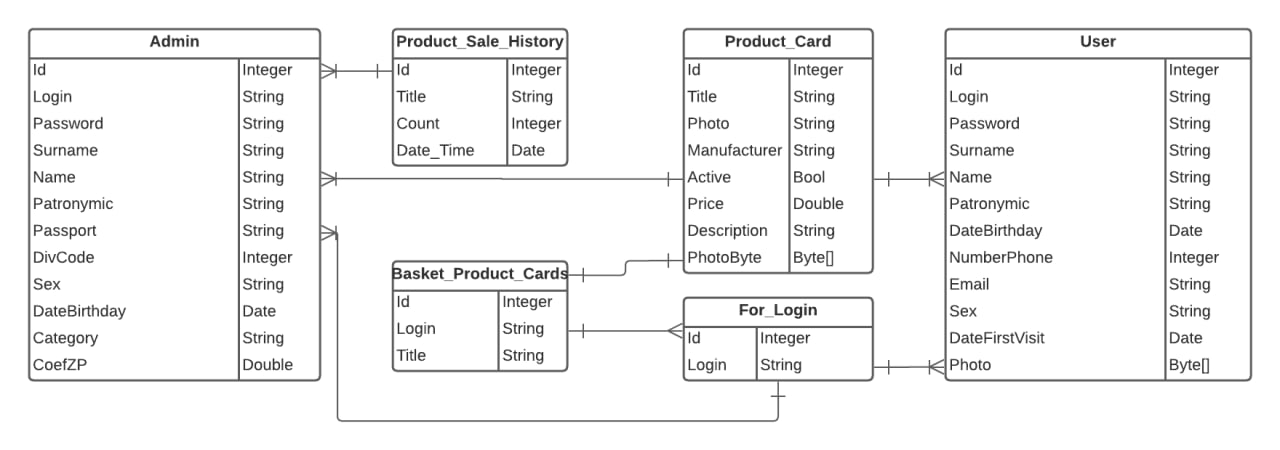 Admin
Id Integer
Login String
Password String
Surname String
Name String
Patronymic String
Passport String
DivCode Integer
Sex String
DateBirthday Date
Category String
CoefZP Double
Product_Sale_History
Id Integer
Title String
Count Integer
Date_Time Date
Basket_Product_Cards
Id Integer
Login String
Title String
Product_Card
Id Integer
Title String
Photo String
Manufacturer String
Active Bool
Price Double
Description String
PhotoByte Byte[]
For_Login
Id Integer
Login String
User
Id Integer
Login String
Password String
Surname String
Name String
Patronymic String
DateBirthday Date
NumberPhone Integer
Email String
Sex String
DateFirstVisit Date
Photo Byte[]